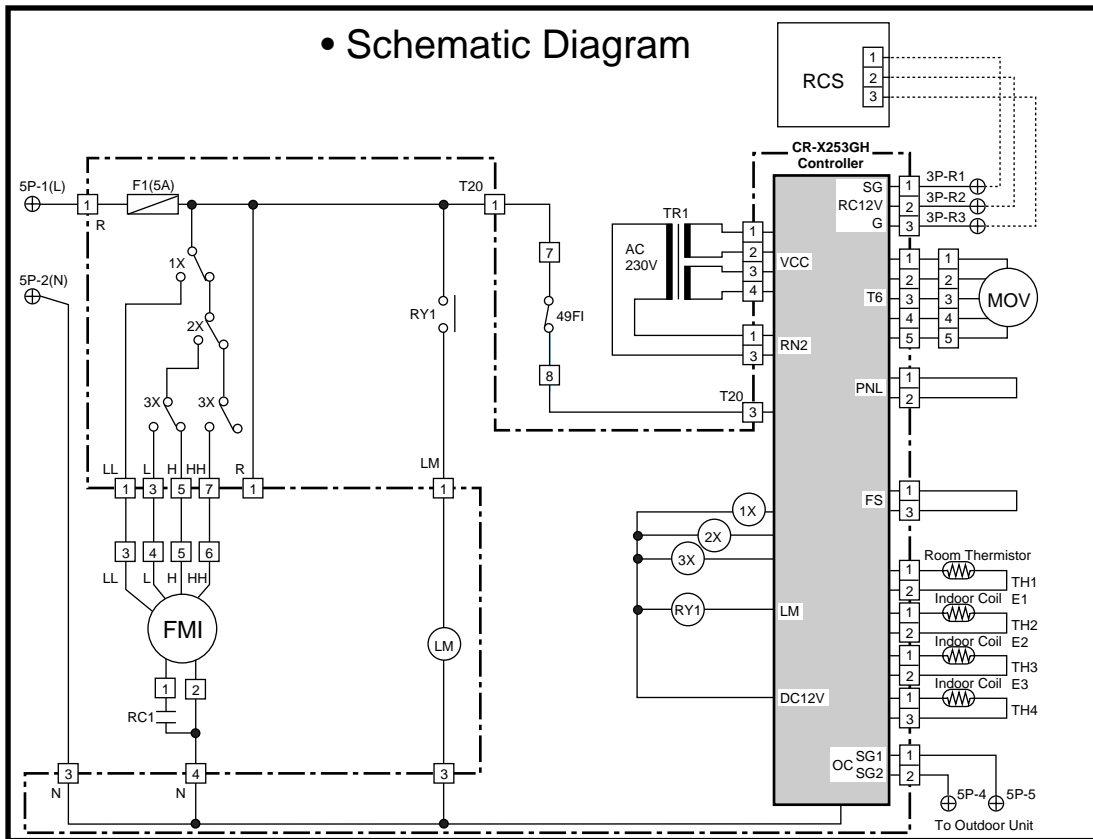 • Schematic Diagram
RCS
1
2
3
CR-X253GH
Controller
5P-1(L)
1
R
F1(5A)
T20
1
TR1
AC
230V
1
2
3
4
VCC
1
3
RN2
T20
3
SG
RC12V
G
1
2
3
3P-R1
3P-R2
3P-R3
5P-2(N)
1X
2X
3X
3X
RY1
7
49FI
8
T6
1
2
3
4
5
1
2
3
4
5
MOV
PNL
1
2
LL
L
H
HH
R
LM
1
3
5
7
1
1
3
4
5
6
LL
L
H
HH
FMI
1
2
RC1
LM
FS
1
3
1X
2X
3X
RY1
LM
DC12V
Room Thermistor
1
2
TH1
Indoor Coil E1
1
2
TH2
Indoor Coil E2
1
2
TH3
Indoor Coil E3
1
3
TH4
OC
SG1
SG2
1
2
5P-4
5P-5
To Outdoor Unit
3
N
4
N
3